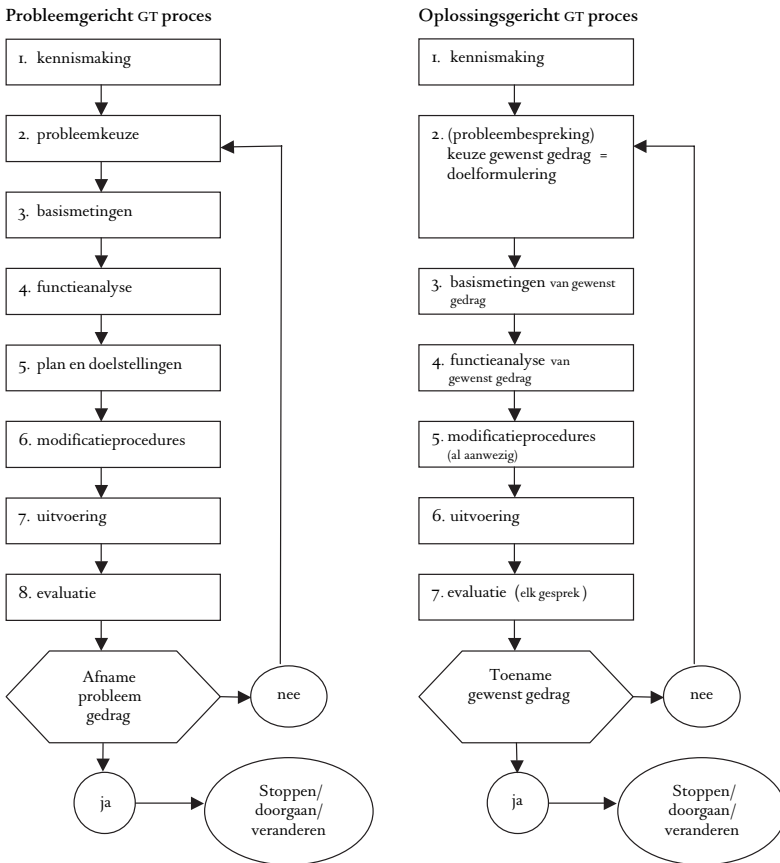 Probleemgericht GT proces
1. kennismaking
2. probleemkeuze
3. basismetingen
4. functieanalyse
5. plan en doelstellingen
6. modificatieprocedures
7. uitvoering
8. evaluatie
Afname
probleem
gedrag
nee
ja
Stoppen/
doorgaan/
veranderen
Oplossingsgericht GT proces
1. kennismaking
2. (probleembespreking)
keuze gewenst gedrag =
doelformulering
3. basismetingen van gewenst
gedrag
4. functieanalyse van
gewenst gedrag
5. modificatieprocedures
(al aanwezig)
6. uitvoering
7. evaluatie (elk gesprek)
Toename
gewenst gedrag
nee
ja
Stoppen/
doorgaan/
veranderen